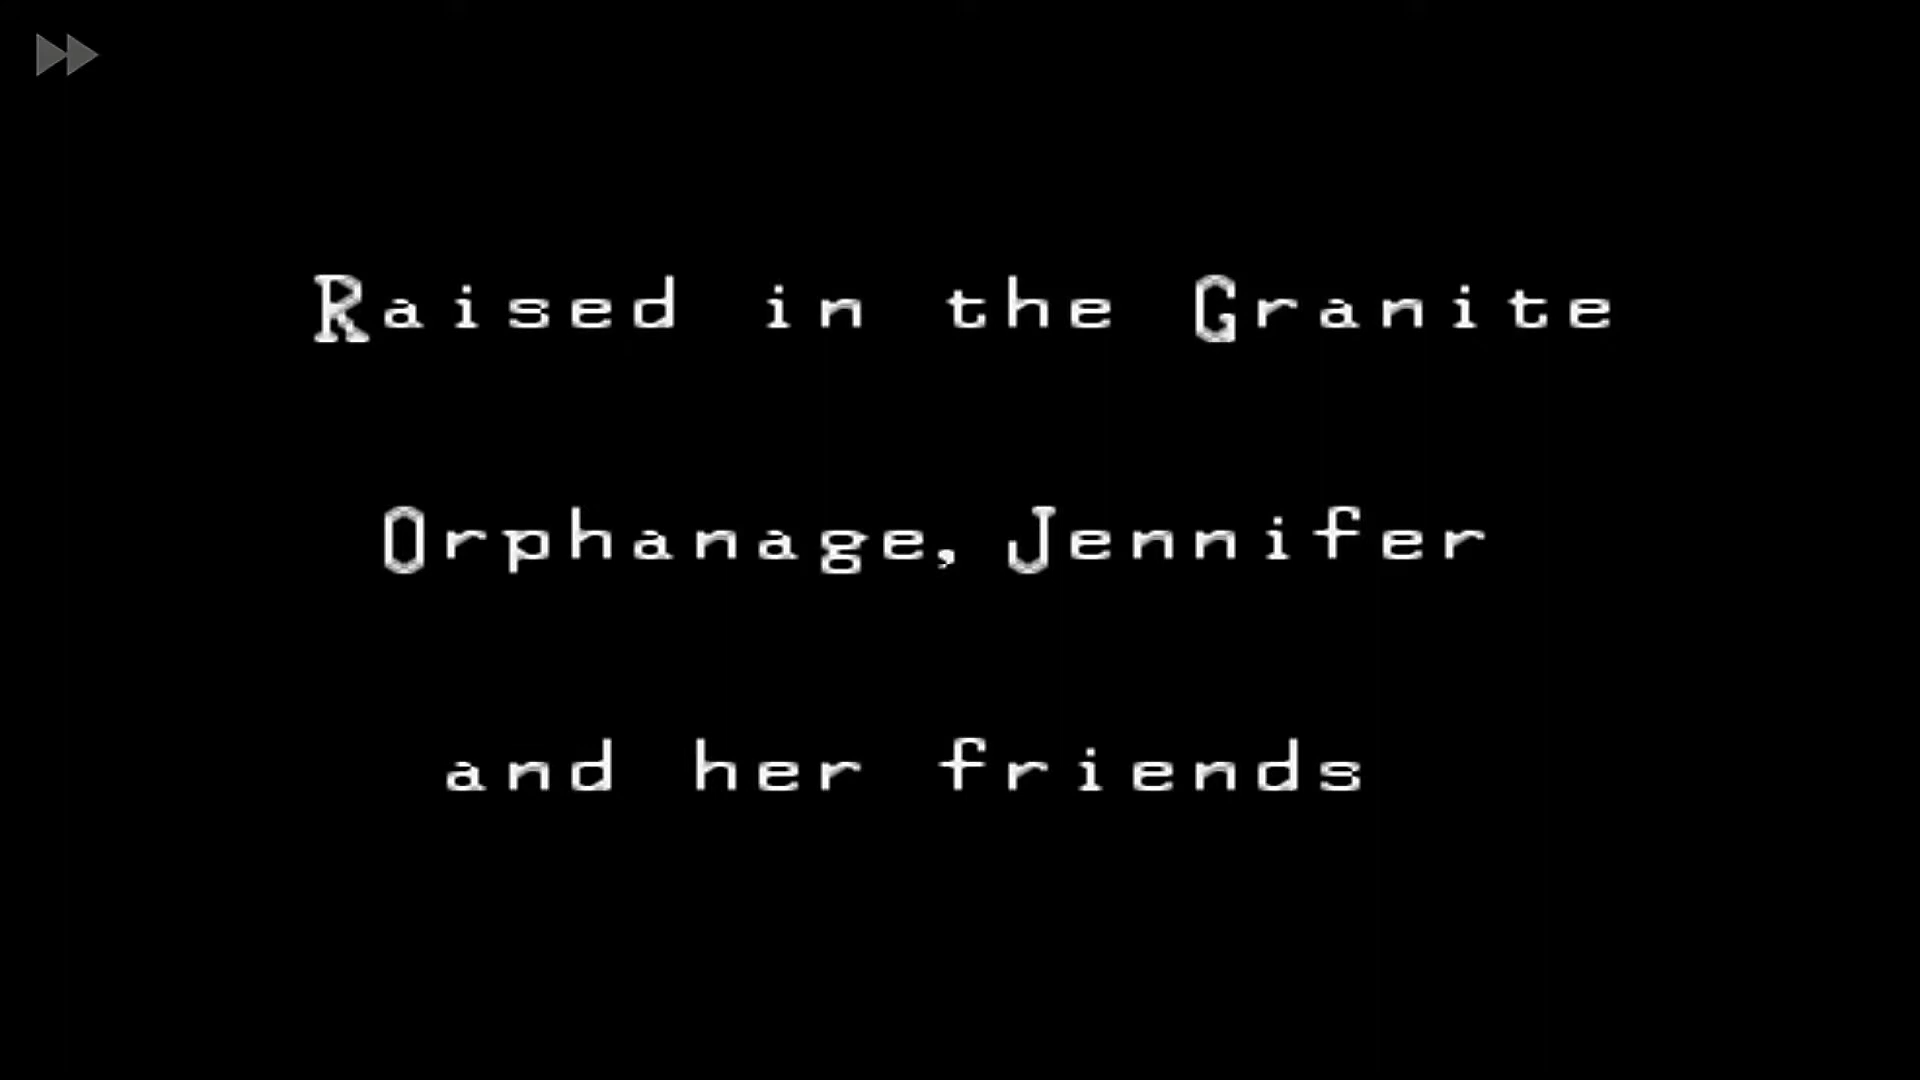 Raised in the Granite
Orphanage, Jennifer
and her friends